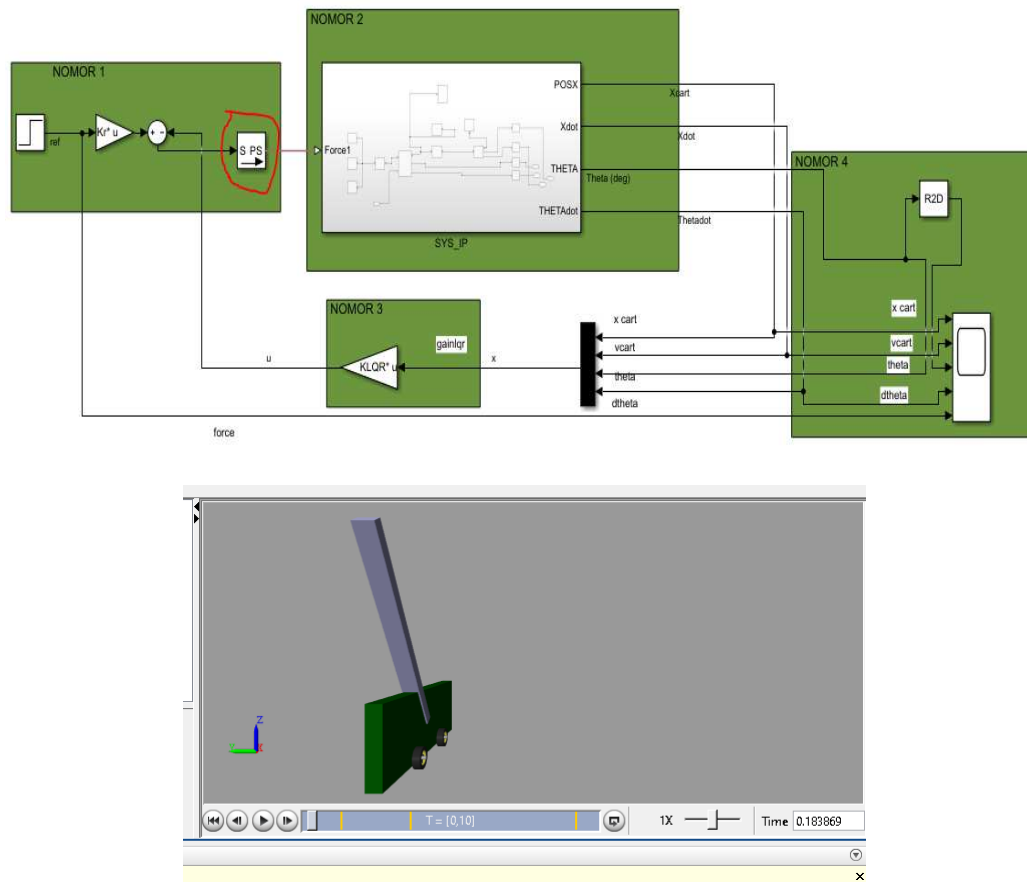 NOMOR 1
ref
Kr* u
+ -
S PS
NOMOR 2
Force1
POSX
Xdot
THETA
THETAdot
SYS_IP
Xcart
Xdot
Theta (deg)
Thetadot
NOMOR 4
R2D
x cart
vcart
theta
dtheta
NOMOR 3
gainlqr
KLQR* u
u
x
x cart
vcart
theta
dtheta
force
Z
X
T = [0,10]
1X
Time 0.183869